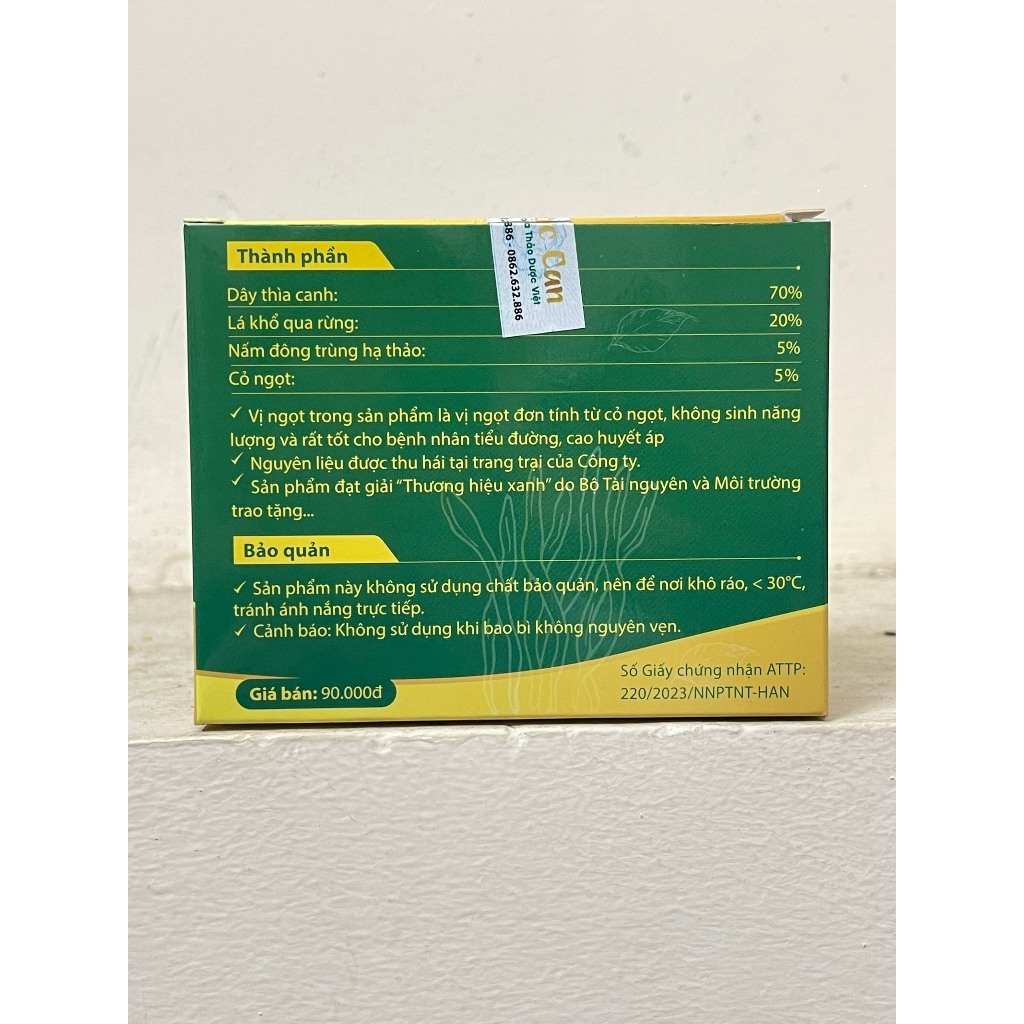 Thành phần
Dây thìa canh: 70%
Lá khổ qua rừng: 20%
Nấm đông trùng hạ thảo: 5%
Cỏ ngọt: 5%
✓ Vị ngọt trong sản phẩm là vị ngọt đơn tính từ cỏ ngọt, không sinh năng
lượng và rất tốt cho bệnh nhân tiểu đường, cao huyết áp
✓ Nguyên liệu được thu hái tại trang trại của Công ty.
✓ Sản phẩm đạt giải “Thương hiệu xanh” do Bộ Tài nguyên và Môi trường
trao tặng...
Bảo quản
✓ Sản phẩm này không sử dụng chất bảo quản, nên để nơi khô ráo, < 30°C,
tránh ánh nắng trực tiếp.
✓ Cảnh báo: Không sử dụng khi bao bì không nguyên vẹn.
Giá bán: 90.000đ
Số Giấy chứng nhận ATTP:
220/2023/NNPTNT-HAN
Can
Thảo Dược Việt
886 - 0862.632.886